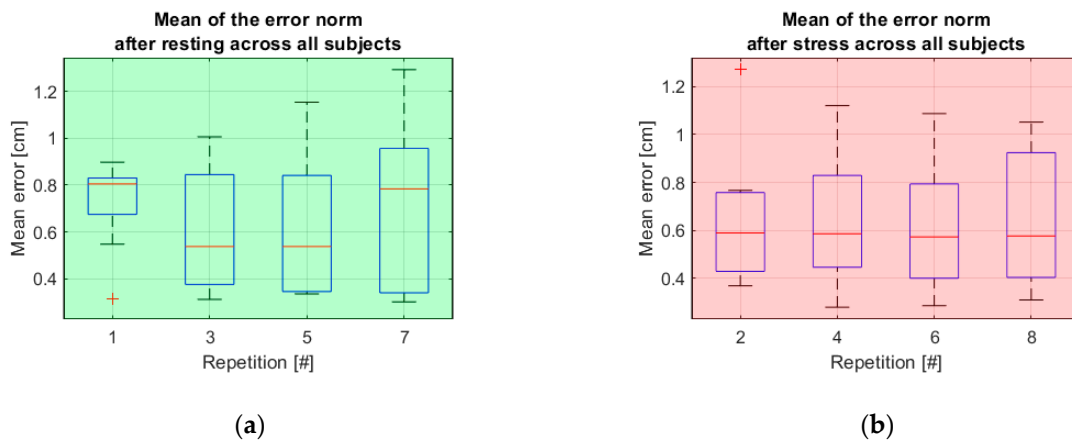 Mean of the error norm
after resting across all subjects
1.2
1
0.8
0.6
0.4
Mean error [cm]
1 3 5 7
Repetition [#]
(a)
Mean of the error norm
after stress across all subjects
1.2
1
0.8
0.6
0.4
Mean error [cm]
2 4 6 8
Repetition [#]
(b)